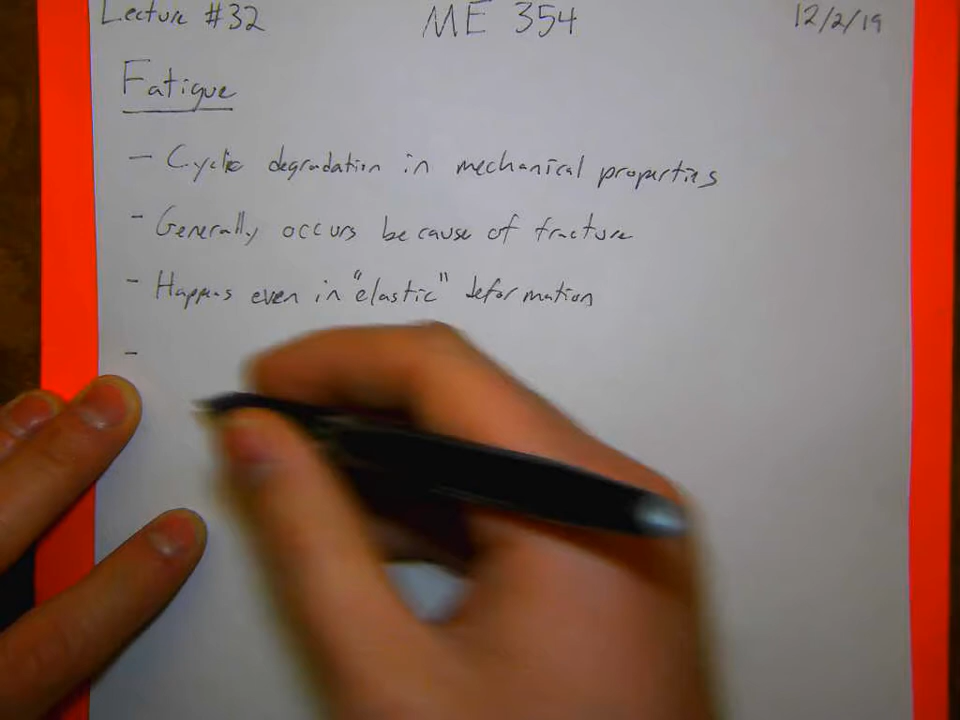 Lecture #32 ME 354 12/2/19
Fatigue
- Cyclic degradation in mechanical properties
- Generally occurs because of fracture
- Happens even in "elastic" deformation
-